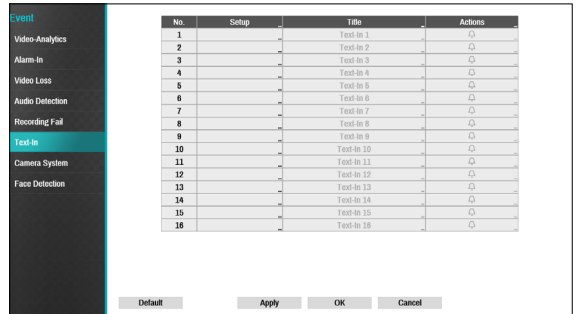 Event
Video-Analytics
Alarm-In
Video Loss
Audio Detection
Recording Fail
Text-In
Camera System
Face Detection
No. Setup Title Actions
1 Text-In 1
2 Text-In 2
3 Text-In 3
4 Text-In 4
5 Text-In 5
6 Text-In 6
7 Text-In 7
8 Text-In 8
9 Text-In 9
10 Text-In 10
11 Text-In 11
12 Text-In 12
13 Text-In 13
14 Text-In 14
15 Text-In 15
16 Text-In 16
Default Apply OK Cancel